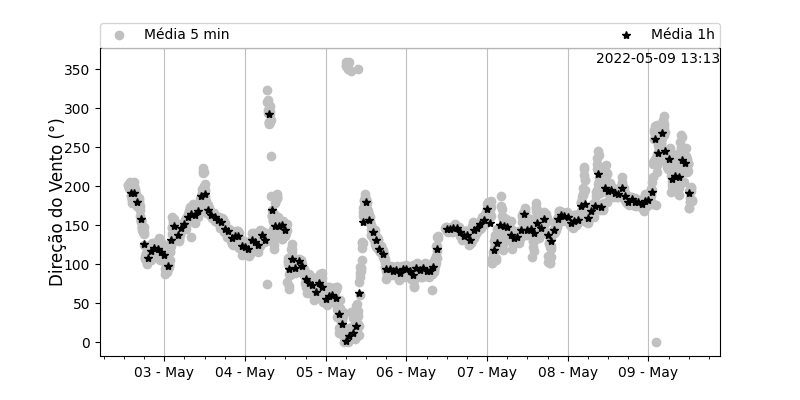 Média 5 min
Média 1h
2022-05-09 13:13
Direção do Vento (°)
350
300
250
200
150
100
50
0
03 - May
04 - May
05 - May
06 - May
07 - May
08 - May
09 - May